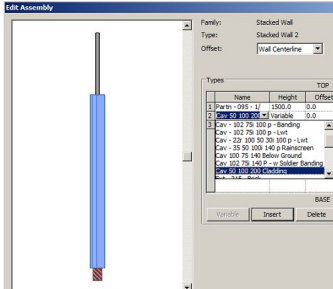 Edit Assembly
Family: Stacked Wall
Type: Stacked Wall 2
Offset: Wall Centerline
Types
TOP
Name Height Offset
1 Partn - 095 - 1/ 1500.0 0.0
2 Cav 50 100 200 Variable 0.0
3 Cav - 102 75i 100 p - Banding
Cav - 102 75i 100 p - Lwt
Cav - 22r 100 50 30i 100 p - Lwt
Cav - 35 50 100i 140 p Rainscreen
Cav 100 75 140 Below Ground
Cav 102 75i 140 P - w Soldier Banding
Cav 50 100 200 Cladding
BASE
Variable Insert Delete